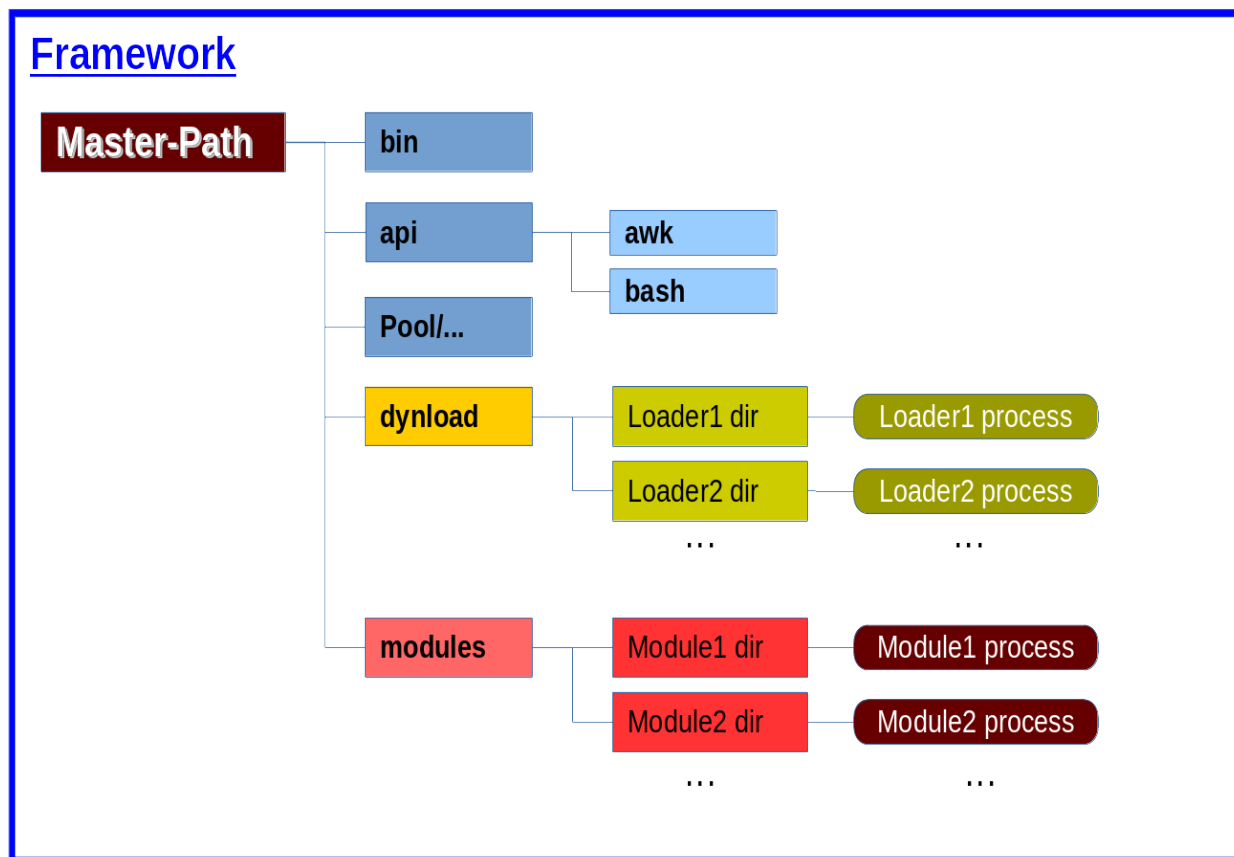 Framework
Master-Path
bin
api
awk
bash
Pool/...
dynload
Loader1 dir
Loader1 process
Loader2 dir
Loader2 process
...
...
modules
Module1 dir
Module1 process
Module2 dir
Module2 process
...
...